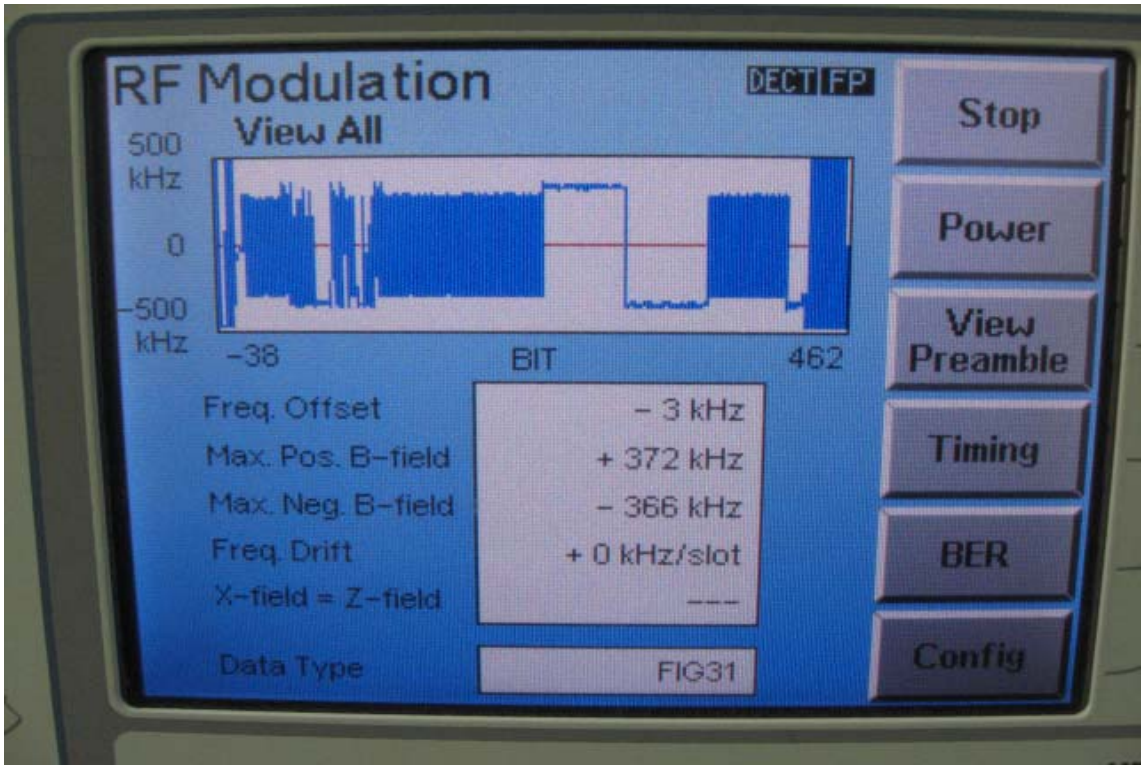 RF Modulation
DECT FP
View All
500
kHz
0
-500
kHz
-38
BIT
462
Freq. Offset
- 3 kHz
Max. Pos. B-field
+ 372 kHz
Max. Neg. B-field
- 366 kHz
Freq. Drift
+ 0 kHz/slot
X-field = Z-field
---
Data Type
FIG31
Stop
Power
View
Preamble
Timing
BER
Config